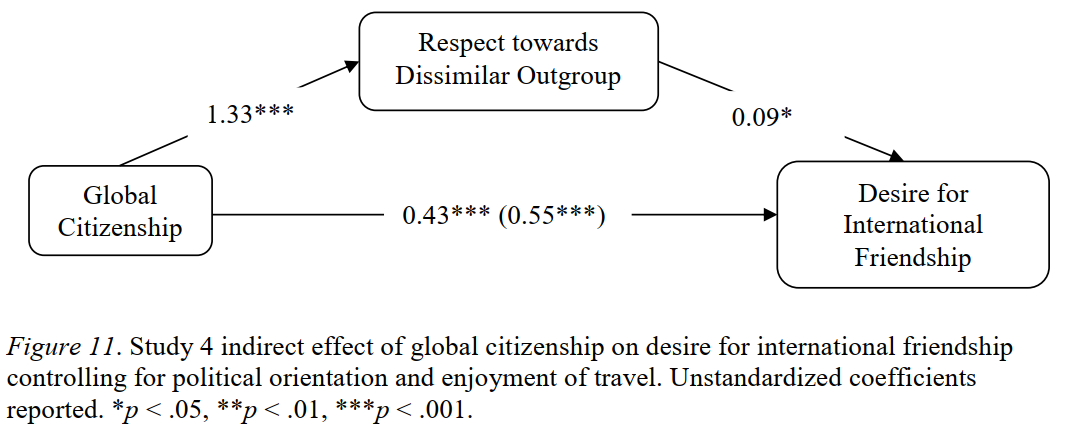 Respect towards
Dissimilar Outgroup
1.33***
0.09*
Global
Citizenship
0.43*** (0.55***)
Desire for
International
Friendship
Figure 11. Study 4 indirect effect of global citizenship on desire for international friendship
controlling for political orientation and enjoyment of travel. Unstandardized coefficients
reported. *p < .05, **p < .01, ***p < .001.